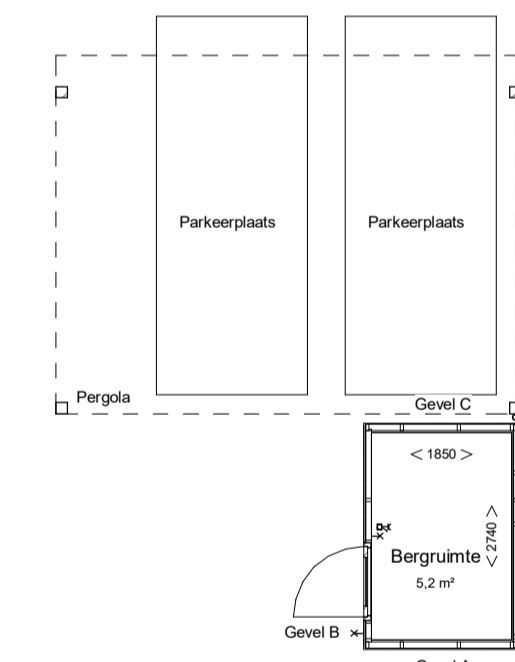 Parkeerplaats
Parkeerplaats
Pergola
Gevel C
< 1850 >
< 2740 >
Bergruimte
5,2 m²
Gevel B